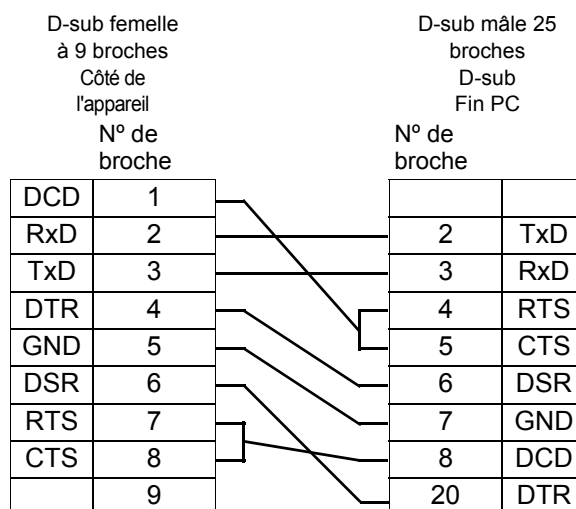 D-sub femelle
à 9 broches
Côté de
l'appareil
D-sub mâle 25
broches
D-sub
Fin PC
Nº de
broche
Nº de
broche
DCD 1
RxD 2 2 TxD
TxD 3 3 RxD
DTR 4 4 RTS
GND 5 5 CTS
DSR 6 6 DSR
RTS 7 7 GND
CTS 8 8 DCD
9 20 DTR